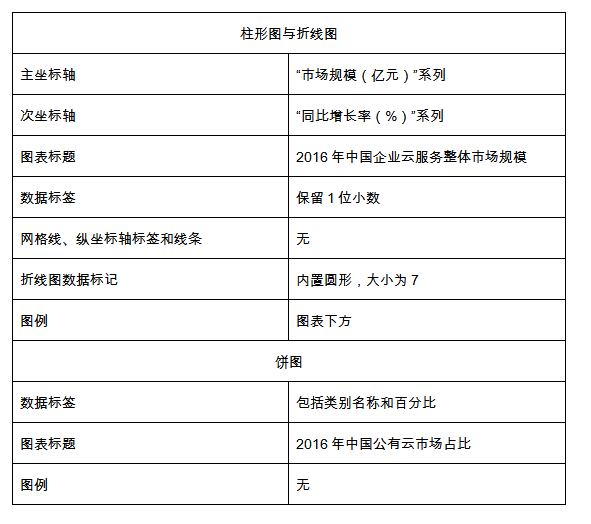 柱形图与折线图
主坐标轴 “市场规模（亿元）”系列
次坐标轴 “同比增长率（%）”系列
图表标题 2016 年中国企业云服务整体市场规模
数据标签 保留 1 位小数
网格线、纵坐标轴标签和线条 无
折线图数据标记 内置圆形，大小为 7
图例 图表下方
饼图
数据标签 包括类别名称和百分比
图表标题 2016 年中国公有云市场占比
图例 无